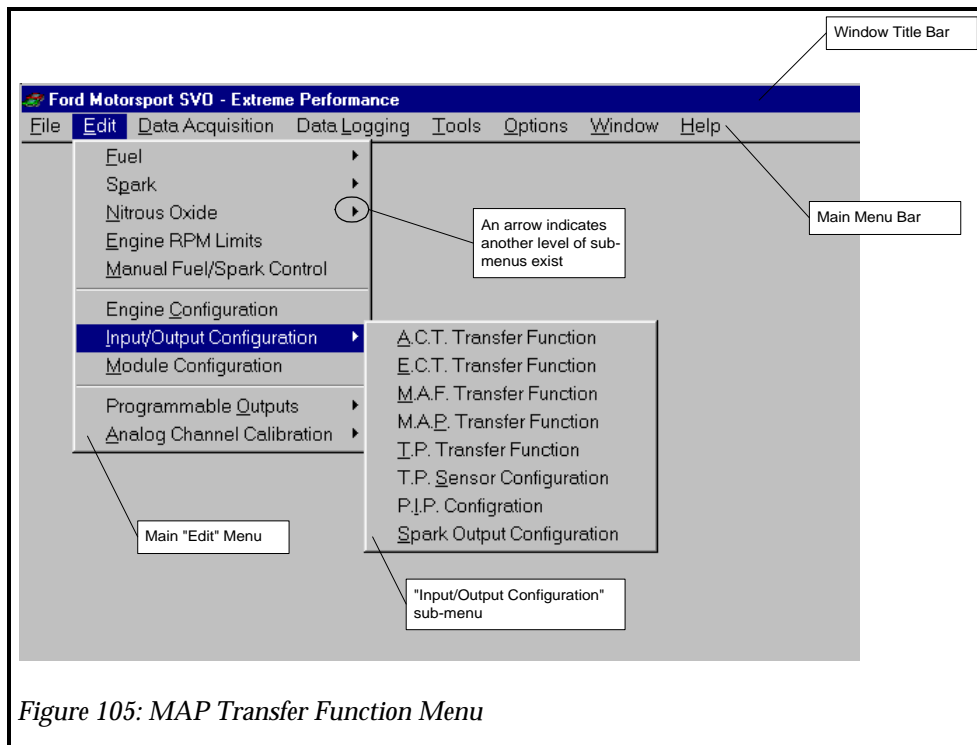 Window Title Bar
Ford Motorsport SVO - Extreme Performance
File Edit Data Acquisition Data Logging Tools Options Window Help
Fuel
Spark
Nitrous Oxide
Engine RPM Limits
Manual Fuel/Spark Control
An arrow indicates
another level of sub-
menus exist
Main Menu Bar
Engine Configuration
Input/Output Configuration
Module Configuration
Programmable Outputs
Analog Channel Calibration
A.C.T. Transfer Function
E.C.T. Transfer Function
M.A.F. Transfer Function
M.A.P. Transfer Function
T.P. Transfer Function
T.P. Sensor Configuration
P.I.P. Configration
Spark Output Configuration
Main "Edit" Menu
"Input/Output Configuration"
sub-menu
Figure 105: MAP Transfer Function Menu